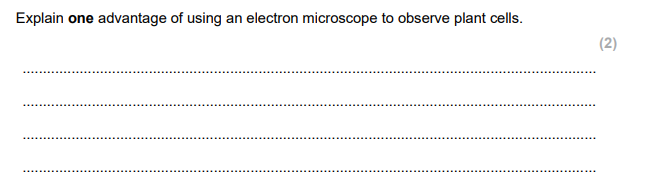 Explain one advantage of using an electron microscope to observe plant cells.
(2)